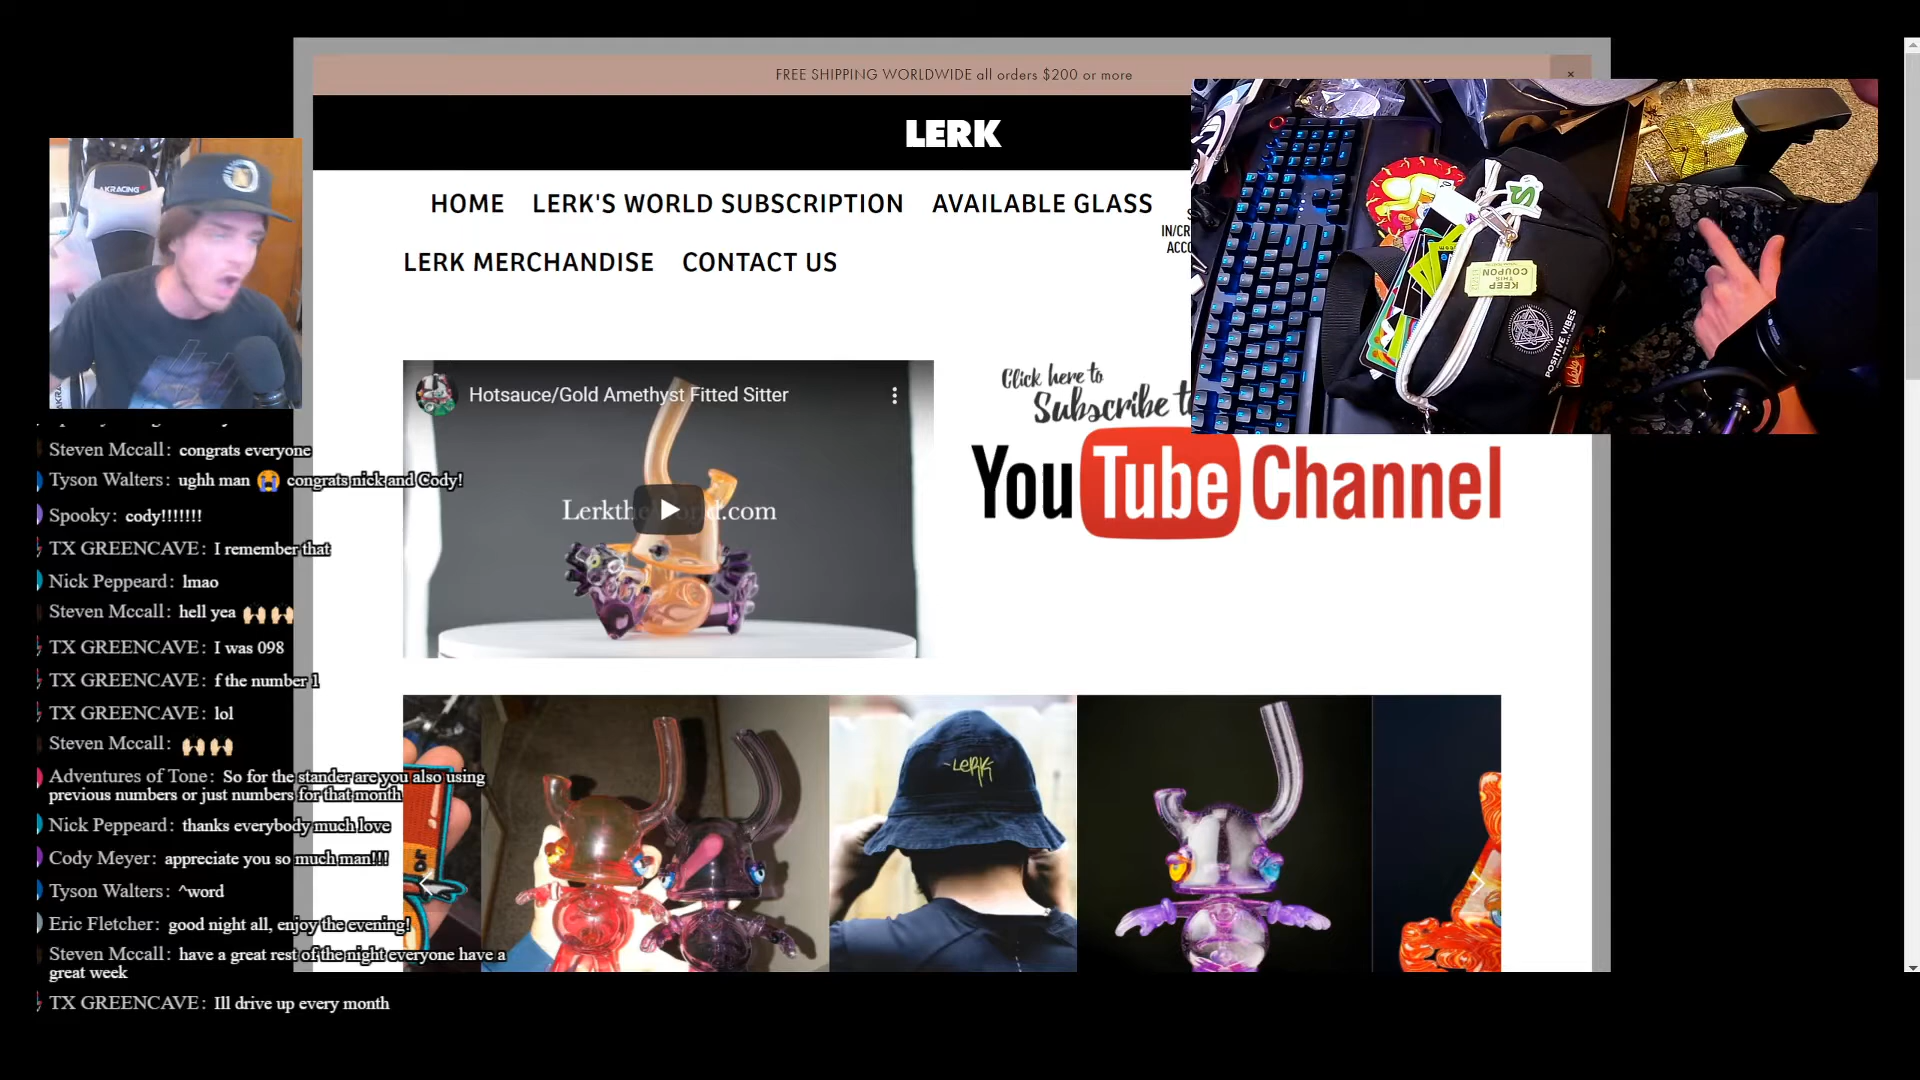 FREE SHIPPING WORLDWIDE all orders $200 or more
×
LERK
HOME
LERK'S WORLD SUBSCRIPTION
AVAILABLE GLASS
IN/CR
ACCO
LERK MERCHANDISE
CONTACT US
AKRACING
KEEP
THIS
COUPON
POSITIVE VIBES
Hotsauce/Gold Amethyst Fitted Sitter
Click here to
Subscribe t
YouTube Channel
-LERK
Steven Mccall: congrats everyone
Tyson Walters: ughh man 😭 congrats nick and Cody!
Spooky: cody!!!!!!!
TX GREENCAVE: I remember that
Nick Peppeard: lmao
Steven Mccall: hell yea 🙌🏻 🙌🏻
TX GREENCAVE: I was 098
TX GREENCAVE: f the number 1
TX GREENCAVE: lol
Steven Mccall: 🙌🏻 🙌🏻
Adventures of Tone: So for the stander are you also using
previous numbers or just numbers for that month
Nick Peppeard: thanks everybody much love
Cody Meyer: appreciate you so much man!!!
Tyson Walters: ^word
Eric Fletcher: good night all, enjoy the evening!
Steven Mccall: have a great rest of the night everyone have a
great week
TX GREENCAVE: Ill drive up every month